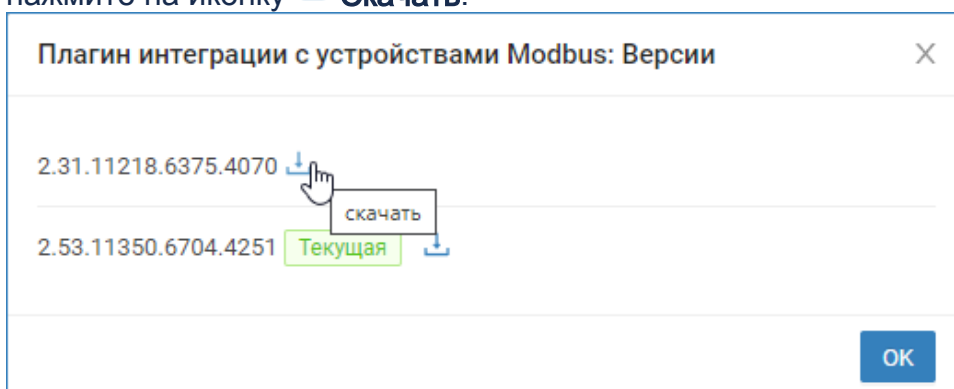 нажмите на иконку — Скачать.
Плагин интеграции с устройствами Modbus: Версии
2.31.11218.6375.4070
скачать
2.53.11350.6704.4251 Текущая
ОК